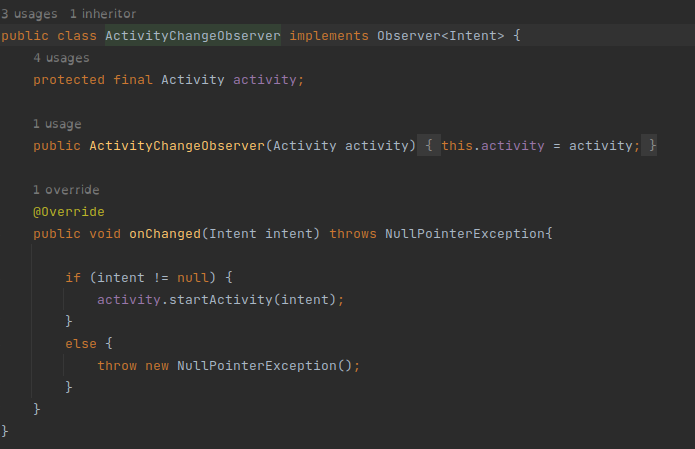 3 usages 1 inheritor
public class ActivityChangeObserver implements Observer<Intent> {
4 usages
protected final Activity activity;
1 usage
public ActivityChangeObserver(Activity activity) { this.activity = activity; }
1 override
@Override
public void onChanged(Intent intent) throws NullPointerException{
if (intent != null) {
activity.startActivity(intent);
}
else {
throw new NullPointerException();
}
}
}